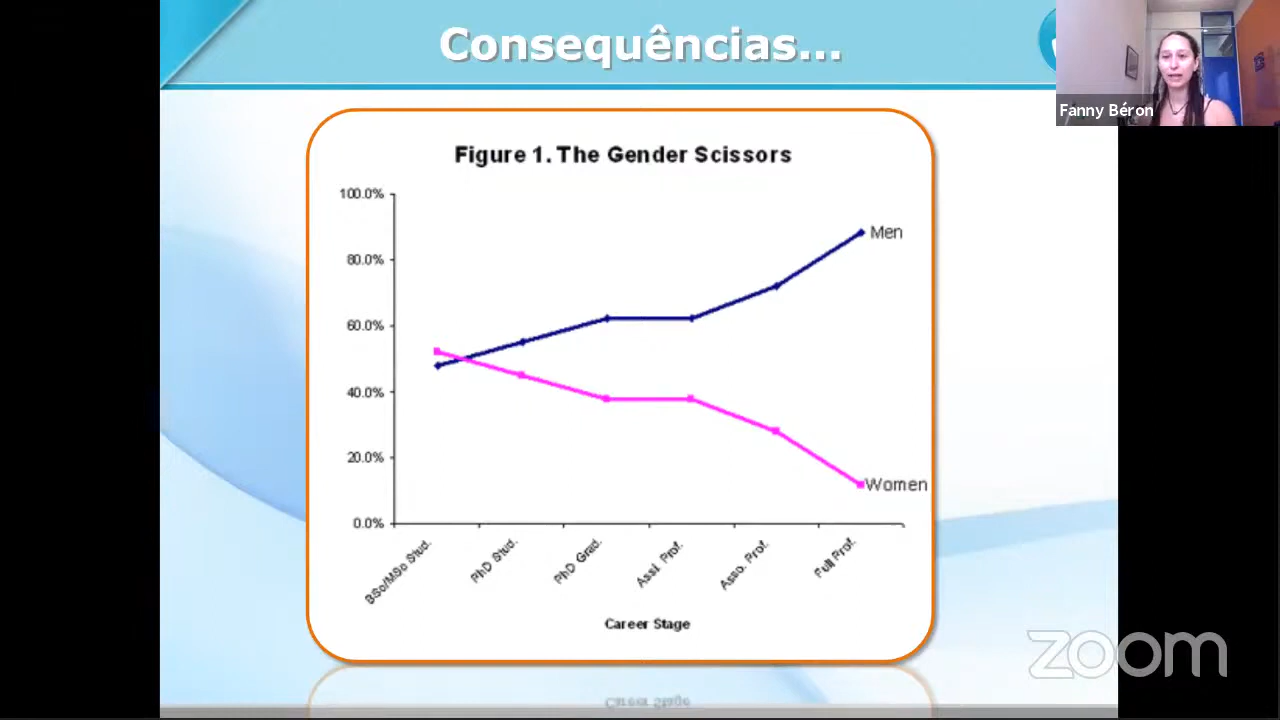 Consequências...
Fanny Béron
Figure 1. The Gender Scissors
100.0%
80.0%
60.0%
40.0%
20.0%
0.0%
Men
Women
BSc/MSc Stud.
PhD Stud.
PhD Grad.
Assi. Prof.
Asso. Prof.
Full Prof.
Career Stage
zoom